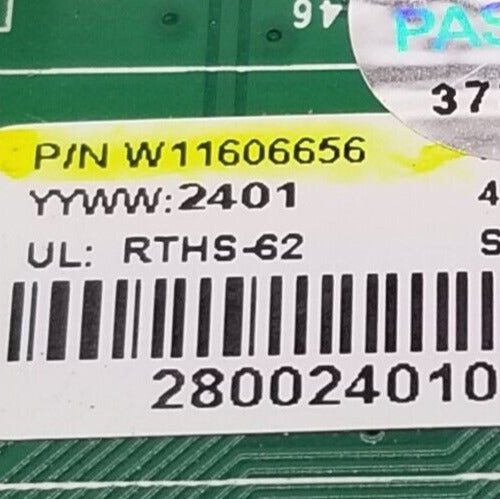 46
PAS
37
P/N W11606656
YYWW:2401
4
UL: RTHS-62
S
280024010